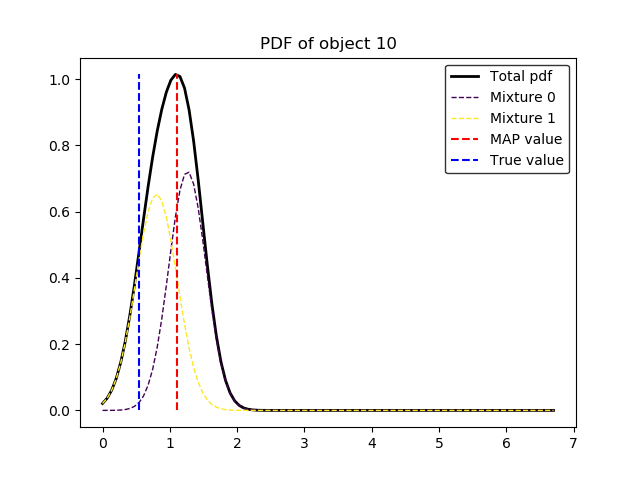 PDF of object 10
Total pdf
Mixture 0
Mixture 1
MAP value
True value
1.0
0.8
0.6
0.4
0.2
0.0
0 1 2 3 4 5 6 7